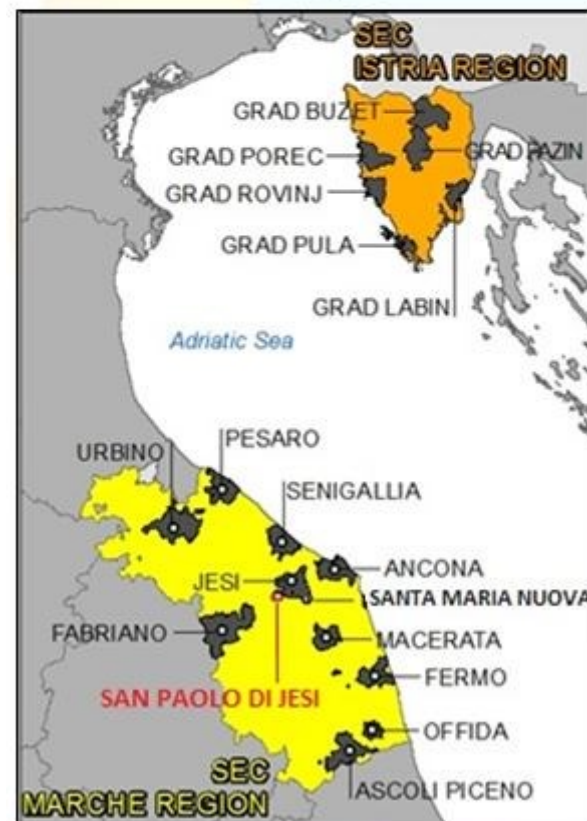 SEC
ISTRIA REGION
GRAD BUZET
GRAD POREC
GRAD PAZIN
GRAD ROVINJ
GRAD PULA
GRAD LABIN
Adriatic Sea
URBINO
PESARO
SENIGALLIA
JESI
ANCONA
SANTA MARIA NUOVA
FABRIANO
MACERATA
FERMO
SAN PAOLO DI JESI
OFFIDA
SEC
MARCHE REGION
ASCOLI PICENO